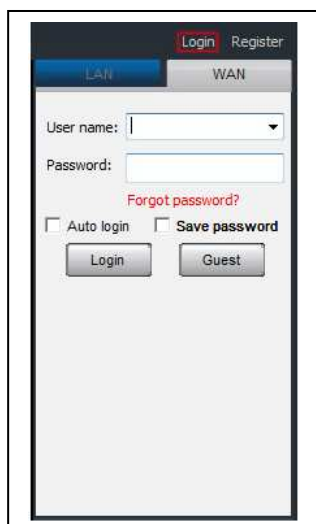 Login Register
LAN WAN
User name:
Password:
Forgot password?
Auto login Save password
Login Guest